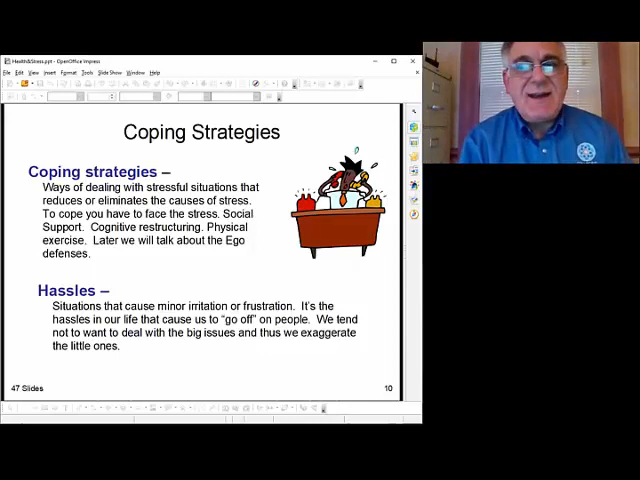 Health&Stress.ppt - OpenOffice Impress
File Edit View Insert Format Tools Slide Show Window Help
Coping Strategies
Coping strategies –
Ways of dealing with stressful situations that
reduces or eliminates the causes of stress.
To cope you have to face the stress. Social
Support. Cognitive restructuring. Physical
exercise. Later we will talk about the Ego
defenses.
Hassles –
Situations that cause minor irritation or frustration. It's the
hassles in our life that cause us to “go off” on people. We tend
not to want to deal with the big issues and thus we exaggerate
the little ones.
47 Slides
10